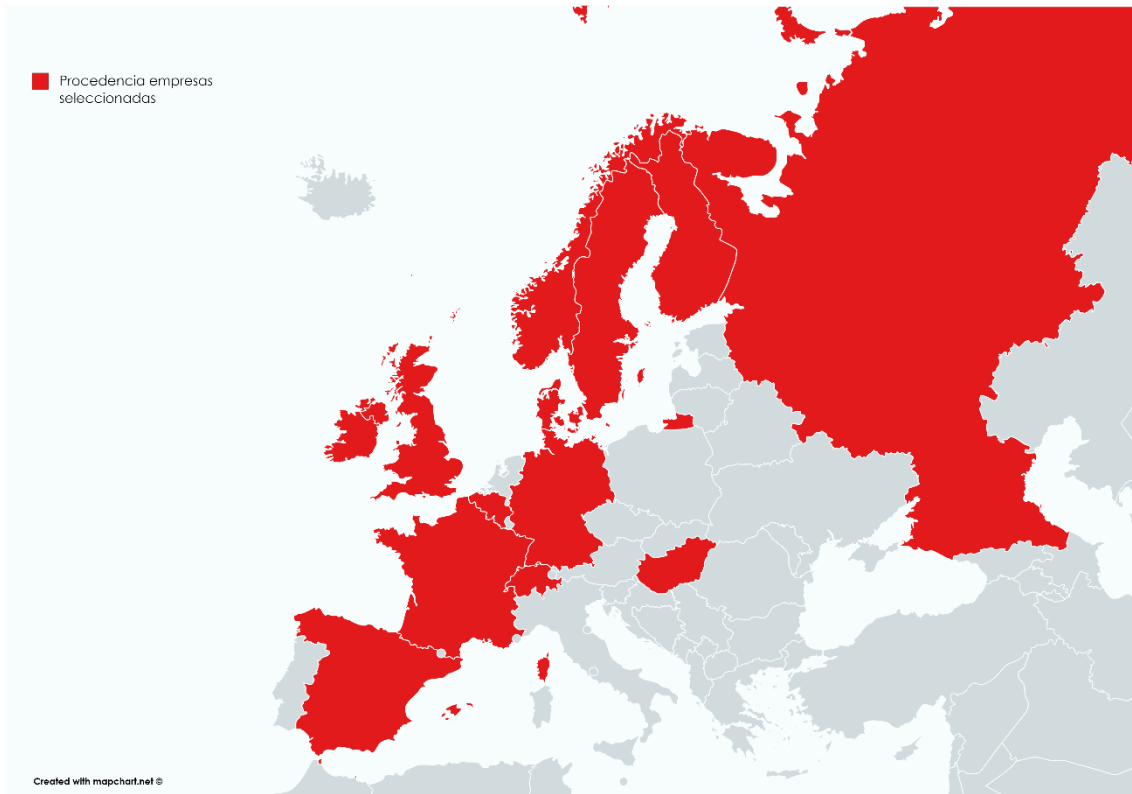 Procedencia empresas
seleccionadas
Created with mapchart.net ©